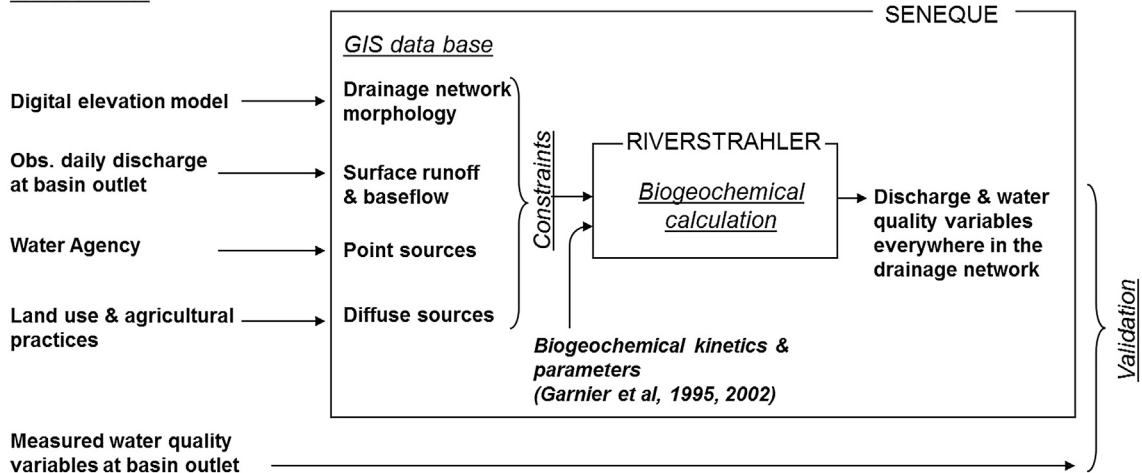 SENEQUE
GIS data base
Digital elevation model
Drainage network
morphology
Obs. daily discharge
at basin outlet
Surface runoff
& baseflow
Water Agency
Point sources
Land use & agricultural
practices
Diffuse sources
Constraints
RIVERSTRAHLER
Biogeochemical
calculation
Biogeochemical kinetics &
parameters
(Garnier et al, 1995, 2002)
Discharge & water
quality variables
everywhere in the
drainage network
Validation
Measured water quality
variables at basin outlet